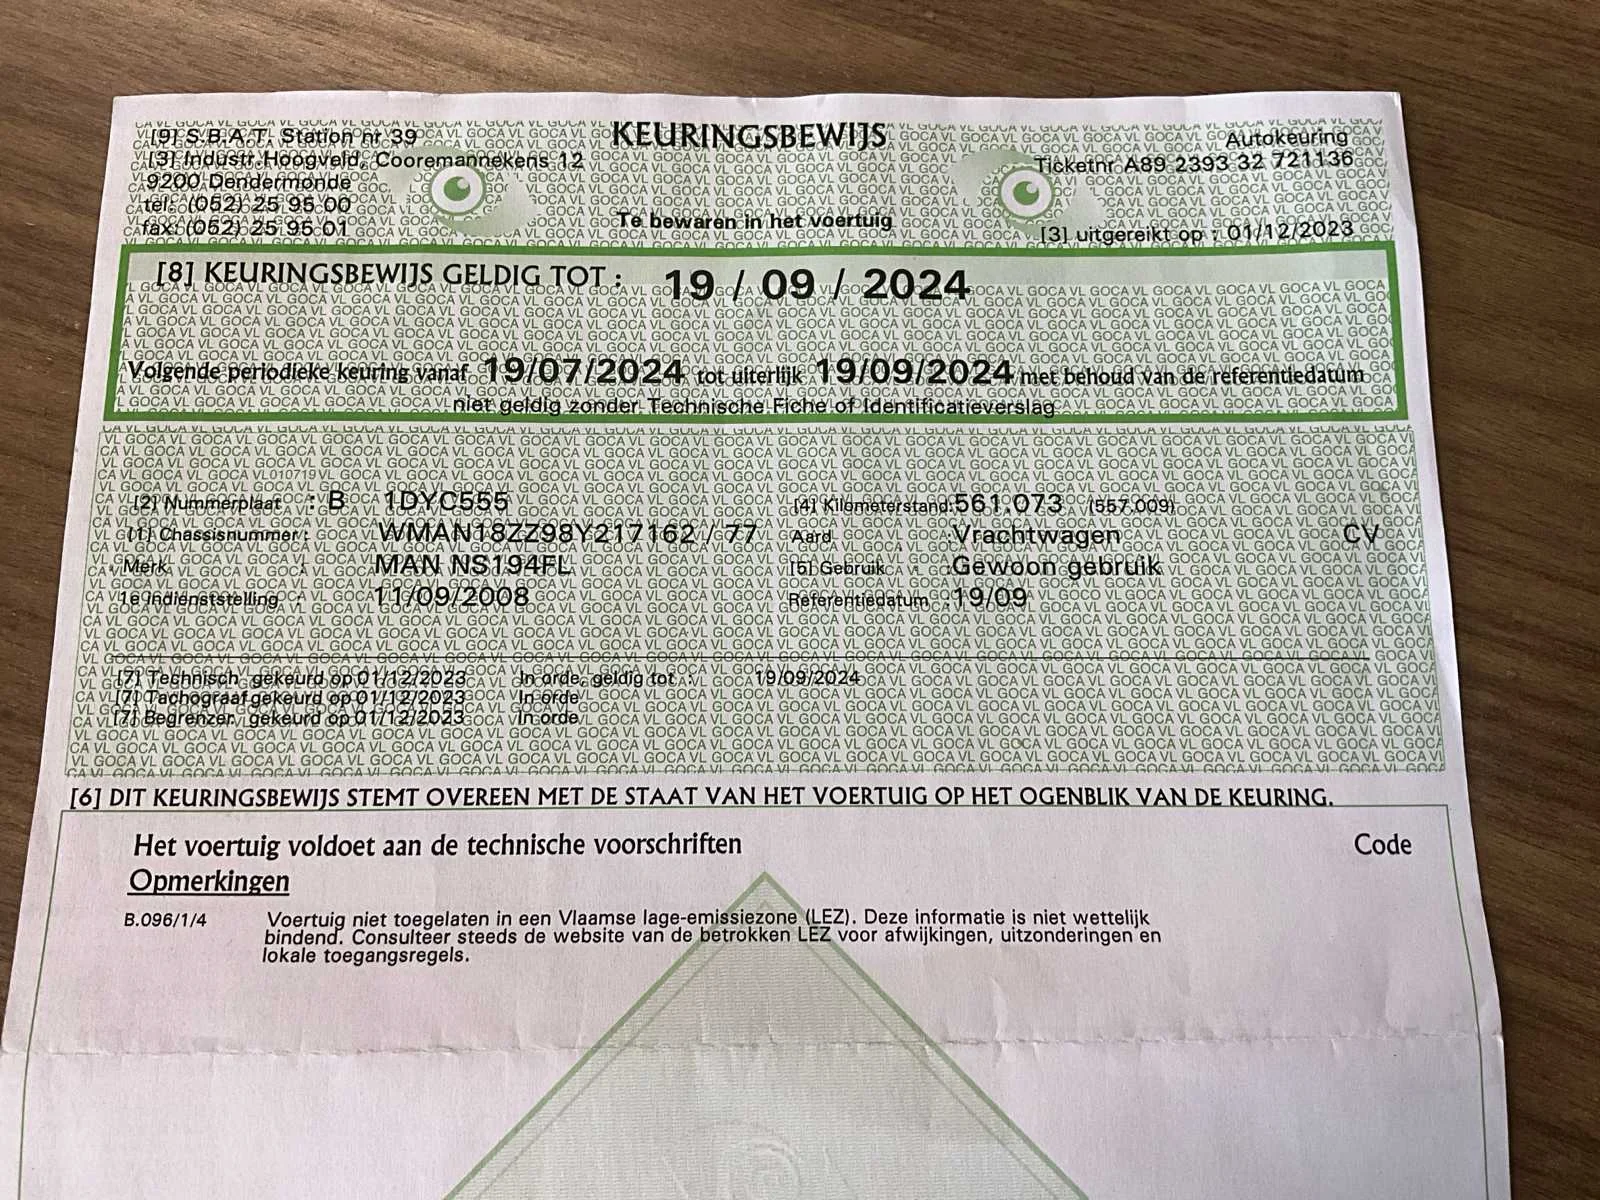 [9] S.B.A.T. Station nr 39
KEURINGSBEWIJS
Autokeuring
[3] Industr.Hoogveld, Cooremannekens 12
Ticketnr A89 2393 32 721136
9200 Dendermonde
tel: (052) 25 95 00
Te bewaren in het voertuig
fax: (052) 25 95 01
[3] uitgereikt op : 01/12/2023
[8] KEURINGSBEWIJS GELDIG TOT : 19 / 09 / 2024
Volgende periodieke keuring vanaf 19/07/2024 tot uiterlijk 19/09/2024 met behoud van de referentiedatum
niet geldig zonder Technische Fiche of Identificatieverslag
[2] Nummerplaat : B 1DYC555
[4] Kilometerstand: 561.073 (557.009)
[1] Chassisnummer : WMAN18ZZ98Y217162 / 77
Aard : Vrachtwagen CV
Merk : MAN NS194FL
[5] Gebruik : Gewoon gebruik
1e Indienststelling : 11/09/2008
Referentiedatum : 19/09
[7] Technisch gekeurd op 01/12/2023 In orde, geldig tot : 19/09/2024
[7] Tachograaf gekeurd op 01/12/2023 In orde
[7] Begrenzer gekeurd op 01/12/2023 In orde
[6] DIT KEURINGSBEWIJS STEMT OVEREEN MET DE STAAT VAN HET VOERTUIG OP HET OGENBLIK VAN DE KEURING.
Het voertuig voldoet aan de technische voorschriften
Code
Opmerkingen
B.096/1/4 Voertuig niet toegelaten in een Vlaamse lage-emissiezone (LEZ). Deze informatie is niet wettelijk
bindend. Consulteer steeds de website van de betrokken LEZ voor afwijkingen, uitzonderingen en
lokale toegangsregels.